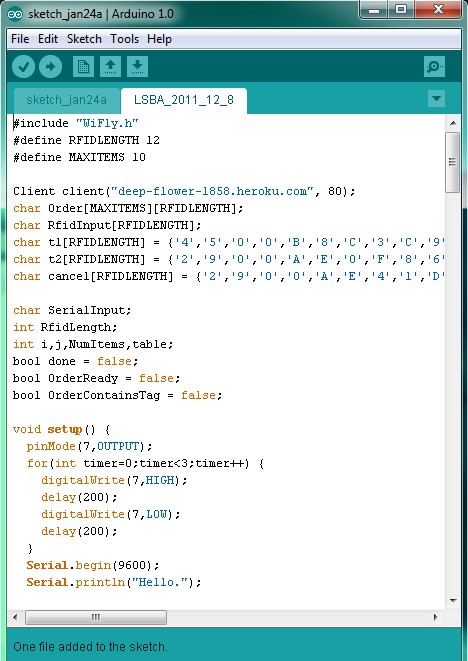 sketch_jan24a | Arduino 1.0
File Edit Sketch Tools Help
sketch_jan24a LSBA_2011_12_8
#include "WiFly.h"
#define RFIDLENGTH 12
#define MAXITEMS 10
Client client("deep-flower-1858.heroku.com", 80);
char Order[MAXITEMS][RFIDLENGTH];
char RfidInput[RFIDLENGTH];
char t1[RFIDLENGTH] = {'4','5','0','0','B','8','C','3','C','9'
char t2[RFIDLENGTH] = {'2','9','0','0','A','E','0','F','8','6'
char cancel[RFIDLENGTH] = {'2','9','0','0','A','E','4','1','D'
char SerialInput;
int RfidLength;
int i,j,NumItems,table;
bool done = false;
bool OrderReady = false;
bool OrderContainsTag = false;
void setup() {
pinMode(7,OUTPUT);
for(int timer=0;timer<3;timer++) {
digitalWrite(7,HIGH);
delay(200);
digitalWrite(7,LOW);
delay(200);
}
Serial.begin(9600);
Serial.println("Hello.");
One file added to the sketch.